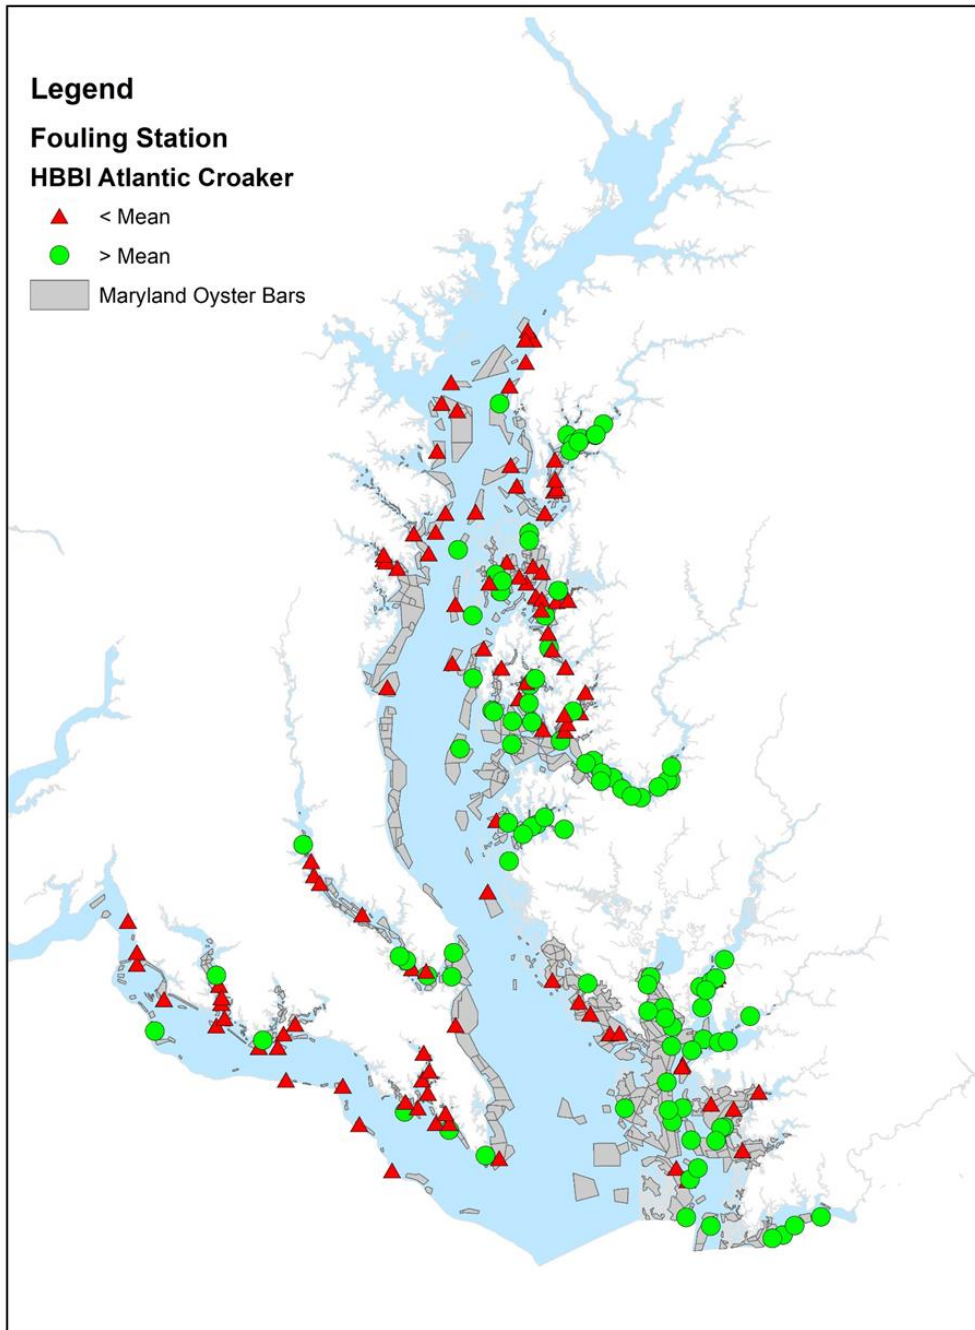 Legend
Fouling Station
HBBI Atlantic Croaker
< Mean
> Mean
Maryland Oyster Bars